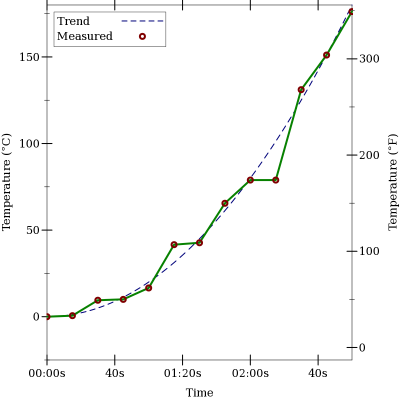 Trend
Measured
150
100
50
0
300
200
100
0
Temperature (°C)
Temperature (°F)
00:00s 40s 01:20s 02:00s 40s
Time